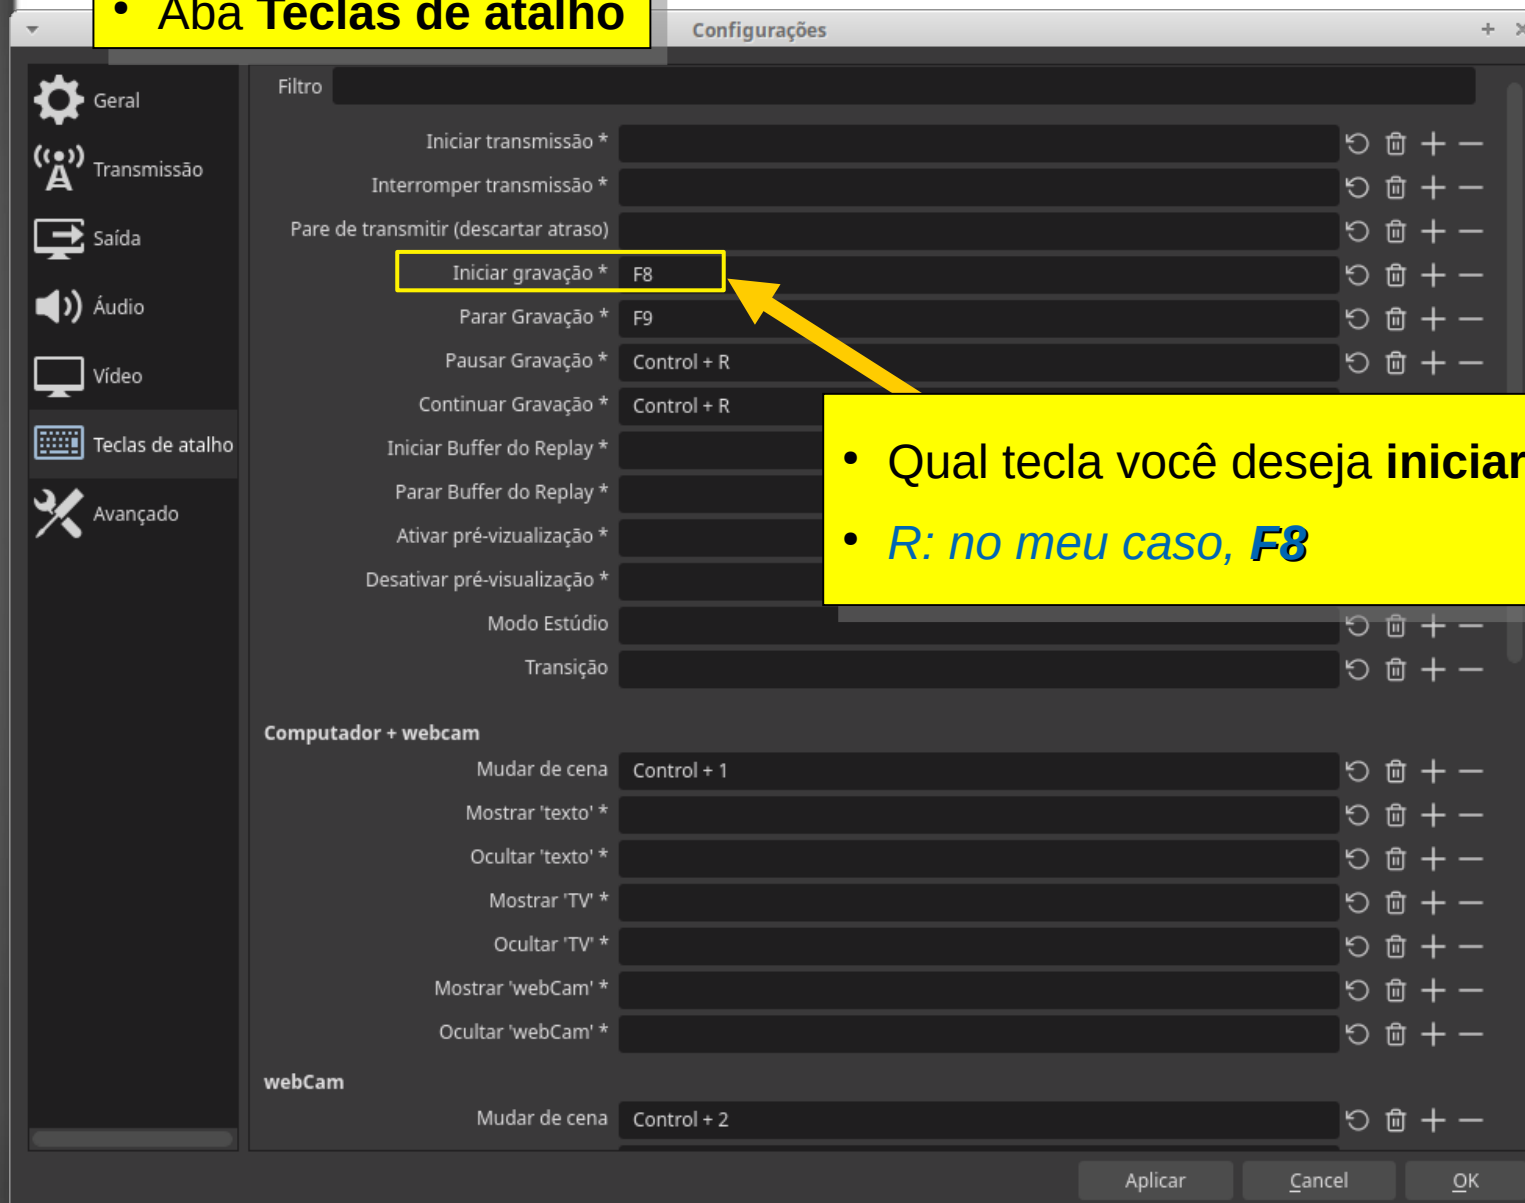 • Aba Teclas de atalho
Configurações
Geral
Transmissão
Saída
Áudio
Vídeo
Teclas de atalho
Avançado
Filtro
Iniciar transmissão *
Interromper transmissão *
Pare de transmitir (descartar atraso)
Iniciar gravação * F8
Parar Gravação * F9
Pausar Gravação * Control + R
Continuar Gravação * Control + R
Iniciar Buffer do Replay *
Parar Buffer do Replay *
Ativar pré-vizualização *
Desativar pré-visualização *
Modo Estúdio
Transição
• Qual tecla você deseja iniciar
• R: no meu caso, F8
Computador + webcam
Mudar de cena Control + 1
Mostrar 'texto' *
Ocultar 'texto' *
Mostrar 'TV' *
Ocultar 'TV' *
Mostrar 'webCam' *
Ocultar 'webCam' *
webCam
Mudar de cena Control + 2
Aplicar Cancel OK